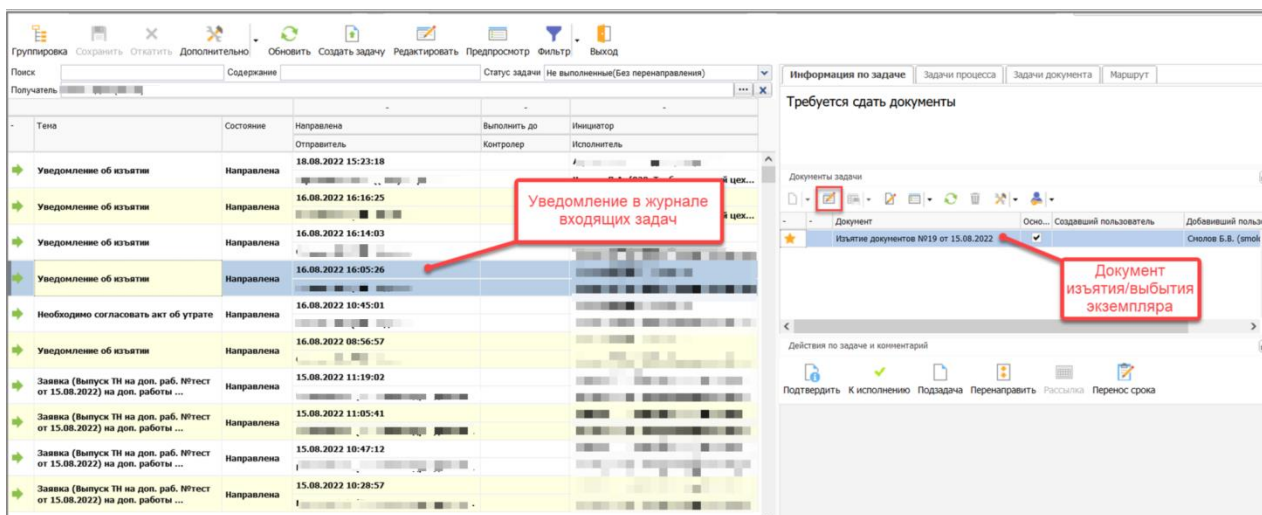 Группировка Сохранить Откатить Дополнительно Обновить Создать задачу Редактировать Предпросмотр Фильтр Выход
Поиск Содержание Статус задачи Не выполненные(Без перенаправления)
Получатель ...
- - -
- Тема Состояние Направлена Выполнить до Инициатор
Отправитель Контролер Исполнитель
Уведомление об изъятии Направлена 18.08.2022 15:23:18
й цех...
Уведомление об изъятии Направлена 16.08.2022 16:16:25
й цех...
Уведомление об изъятии Направлена 16.08.2022 16:14:03
Уведомление об изъятии Направлена 16.08.2022 16:05:26
Необходимо согласовать акт об утрате Направлена 16.08.2022 10:45:01
Уведомление об изъятии Направлена 16.08.2022 08:56:57
Заявка (Выпуск ТН на доп. раб. №тест
от 15.08.2022) на доп. работы ... Направлена 15.08.2022 11:19:02
Заявка (Выпуск ТН на доп. раб. №тест
от 15.08.2022) на доп. работы ... Направлена 15.08.2022 11:05:41
Заявка (Выпуск ТН на доп. раб. №тест
от 15.08.2022) на доп. работы ... Направлена 15.08.2022 10:47:12
Заявка (Выпуск ТН на доп. раб. №тест
от 15.08.2022) на доп. работы ... Направлена 15.08.2022 10:28:57
Уведомление в журнале
входящих задач
Информация по задаче Задачи процесса Задачи документа Маршрут
Требуется сдать документы
Документы задачи
- - Документ Осно... Создавший пользователь Добавивший польз
Изъятие документов №19 от 15.08.2022 Смолов Б.В. (smol
Документ
изъятия/выбытия
экземпляра
Действия по задаче и комментарий
Подтвердить К исполнению Подзадача Перенаправить Рассылка Перенос срока